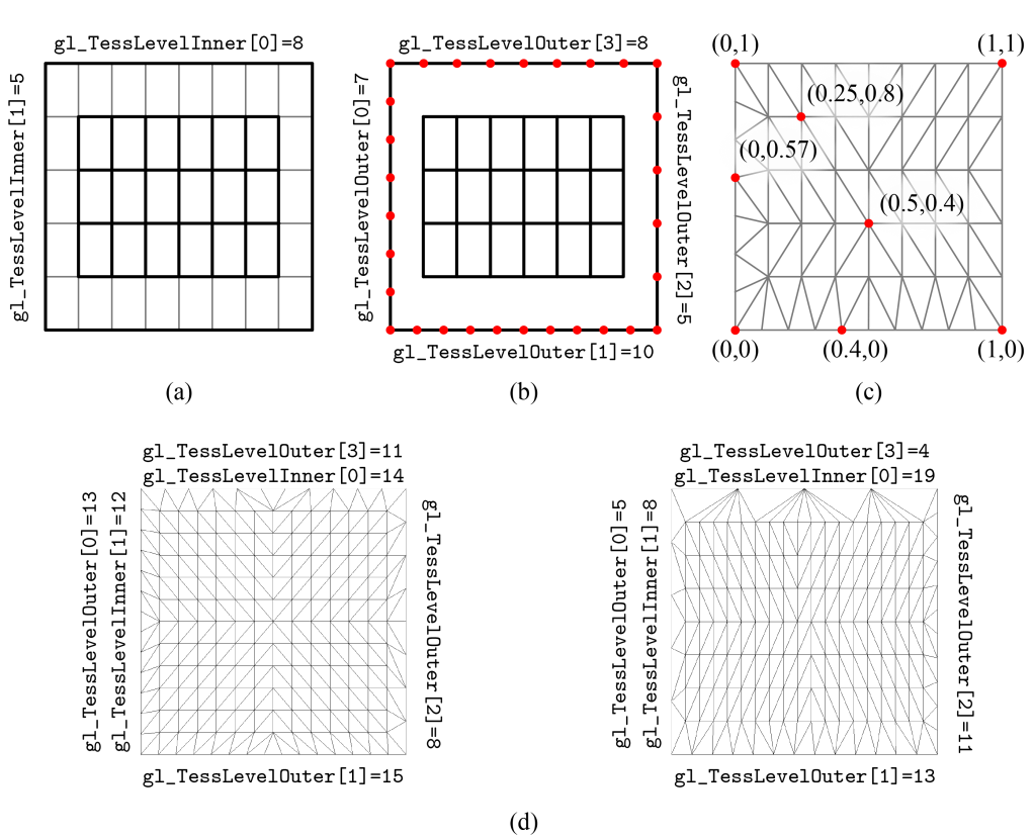 gl_TessLevelInner[0]=8
gl_TessLevelInner[1]=5
(a)
gl_TessLevelOuter[3]=8
gl_TessLevelOuter[0]=7
gl_TessLevelOuter[2]=5
gl_TessLevelOuter[1]=10
(b)
(0,1)
(1,1)
(0.25,0.8)
(0,0.57)
(0.5,0.4)
(0,0)
(0.4,0)
(1,0)
(c)
gl_TessLevelOuter[3]=11
gl_TessLevelInner[0]=14
gl_TessLevelOuter[0]=13
gl_TessLevelInner[1]=12
gl_TessLevelOuter[2]=8
gl_TessLevelOuter[1]=15
gl_TessLevelOuter[3]=4
gl_TessLevelInner[0]=19
gl_TessLevelOuter[0]=5
gl_TessLevelInner[1]=8
gl_TessLevelOuter[2]=11
gl_TessLevelOuter[1]=13
(d)